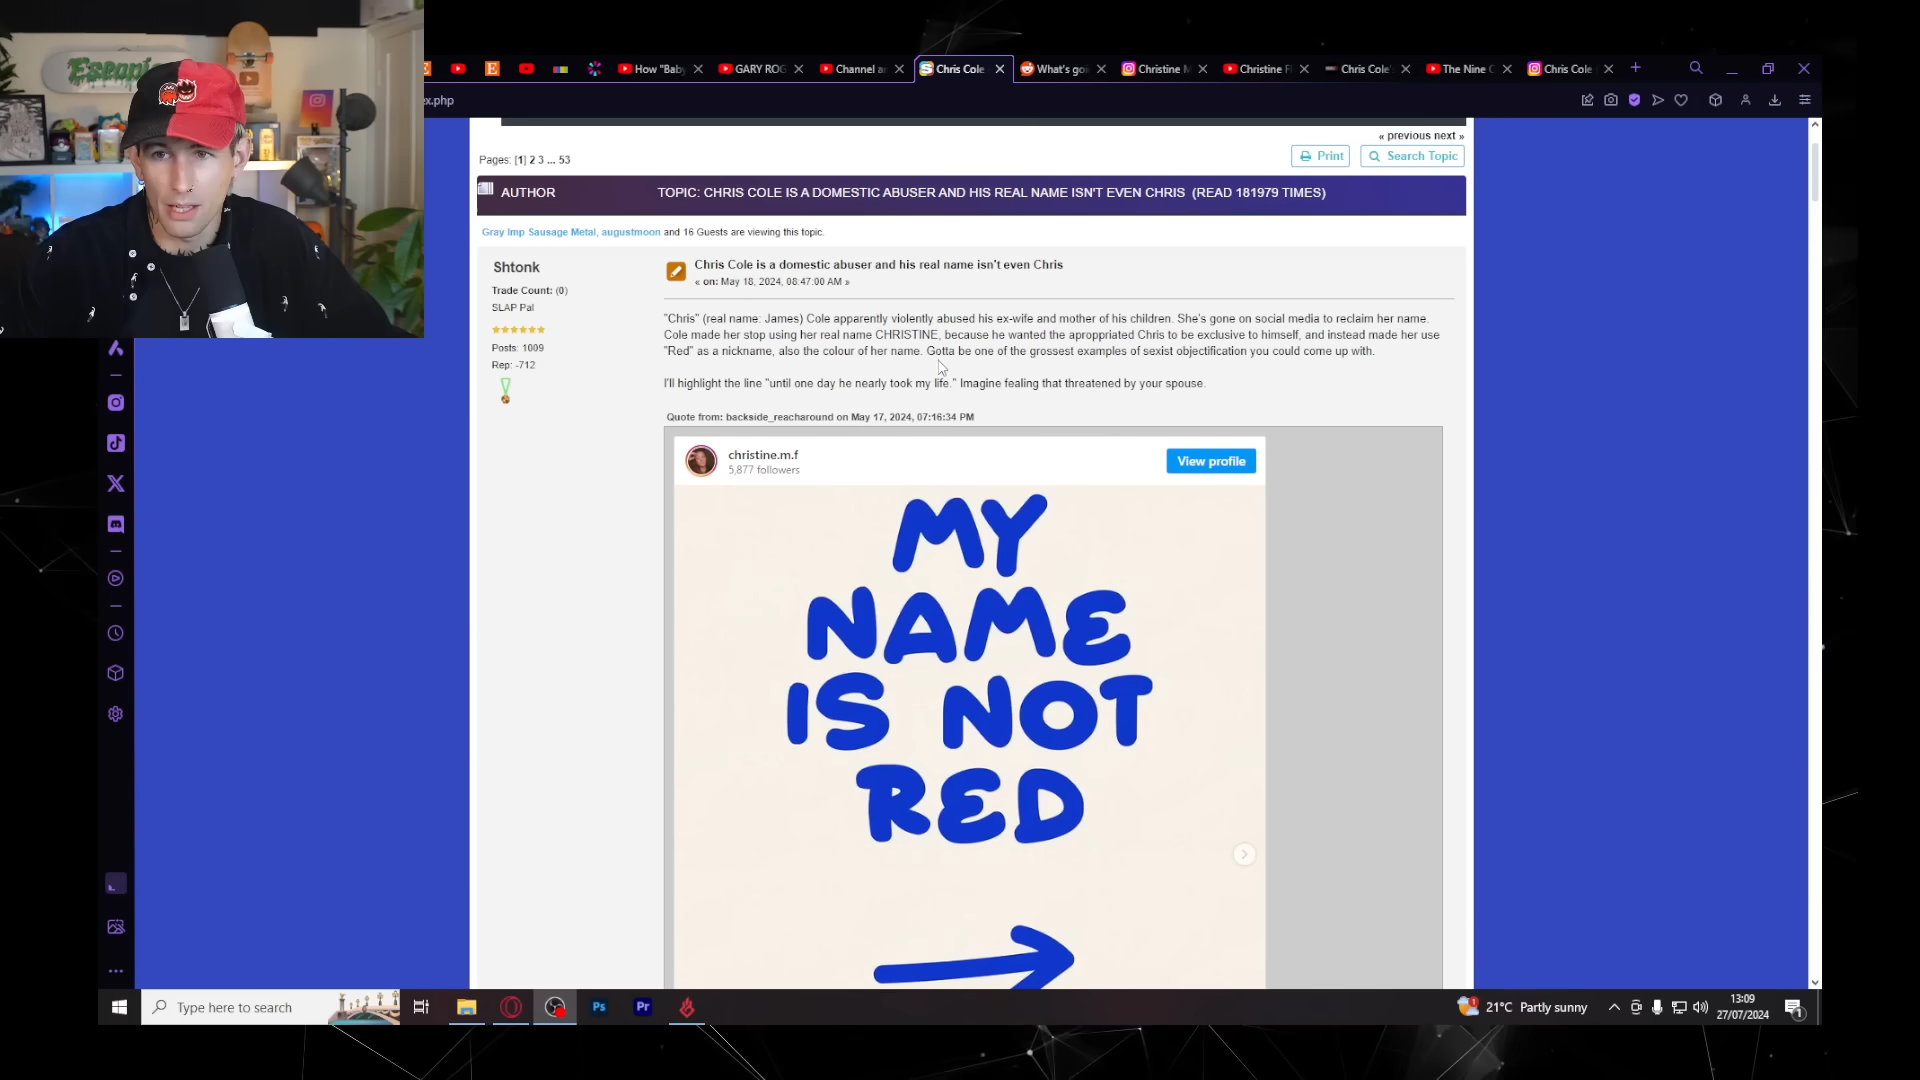 Escapis
How "Baby
GARY ROG
Channel ar
Chris Cole
What's goi
Christine M
Christine F
Chris Cole'
The Nine C
Chris Cole
ex.php
« previous next »
Pages: [1] 2 3 ... 53
Print
Search Topic
AUTHOR
TOPIC: CHRIS COLE IS A DOMESTIC ABUSER AND HIS REAL NAME ISN'T EVEN CHRIS (READ 181979 TIMES)
Gray Imp Sausage Metal, augustmoon and 16 Guests are viewing this topic.
Shtonk
Trade Count: (0)
SLAP Pal
Posts: 1009
Rep: -712
Chris Cole is a domestic abuser and his real name isn't even Chris
« on: May 18, 2024, 08:47:00 AM »
"Chris" (real name: James) Cole apparently violently abused his ex-wife and mother of his children. She's gone on social media to reclaim her name.
Cole made her stop using her real name CHRISTINE, because he wanted the aproppriated Chris to be exclusive to himself, and instead made her use
"Red" as a nickname, also the colour of her name. Gotta be one of the grossest examples of sexist objectification you could come up with.
I'll highlight the line "until one day he nearly took my life." Imagine fealing that threatened by your spouse.
Quote from: backside_reacharound on May 17, 2024, 07:16:34 PM
christine.m.f
5,877 followers
View profile
MY
NAME
IS NOT
RED
Type here to search
Ps
Pr
21°C Partly sunny
13:09
27/07/2024
1